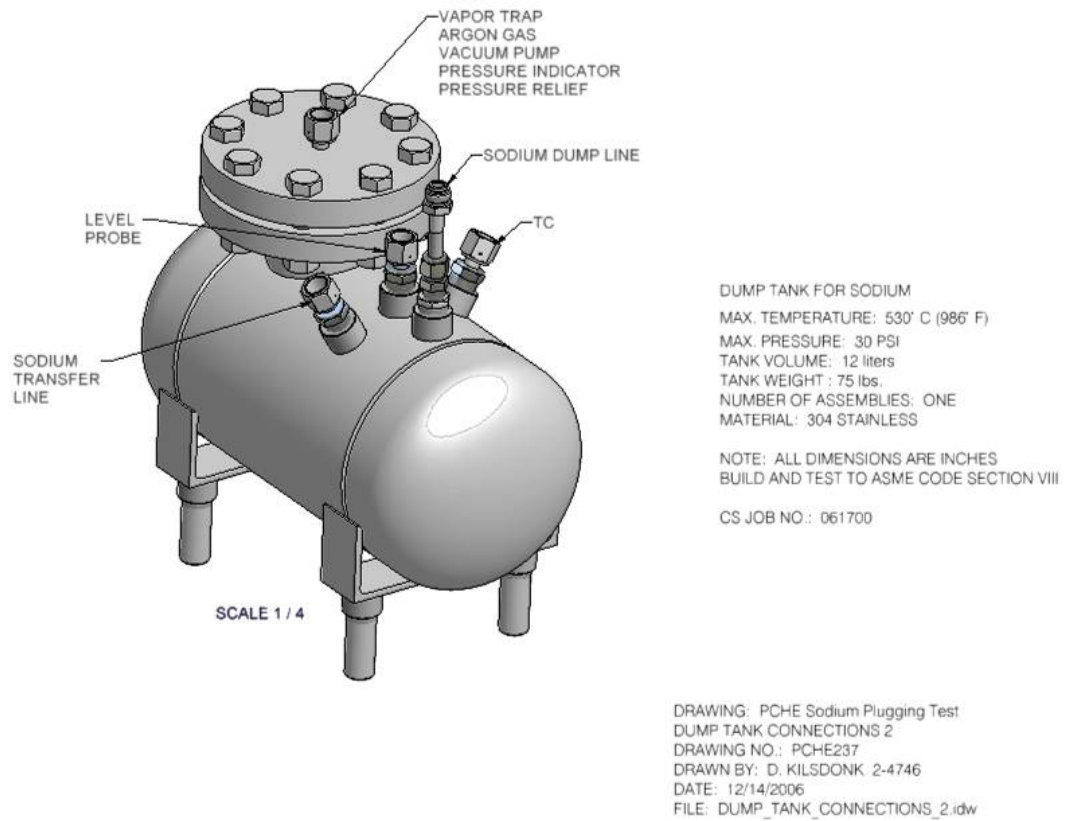 VAPOR TRAP
ARGON GAS
VACUUM PUMP
PRESSURE INDICATOR
PRESSURE RELIEF
SODIUM DUMP LINE
LEVEL
PROBE
TC
SODIUM
TRANSFER
LINE
SCALE 1 / 4
DUMP TANK FOR SODIUM
MAX. TEMPERATURE: 530° C (986° F)
MAX. PRESSURE: 30 PSI
TANK VOLUME: 12 liters
TANK WEIGHT : 75 lbs.
NUMBER OF ASSEMBLIES: ONE
MATERIAL: 304 STAINLESS
NOTE: ALL DIMENSIONS ARE INCHES
BUILD AND TEST TO ASME CODE SECTION VIII
CS JOB NO.: 061700
DRAWING: PCHE Sodium Plugging Test
DUMP TANK CONNECTIONS 2
DRAWING NO.: PCHE237
DRAWN BY: D. KILSDONK 2-4746
DATE: 12/14/2006
FILE: DUMP_TANK_CONNECTIONS_2.idw